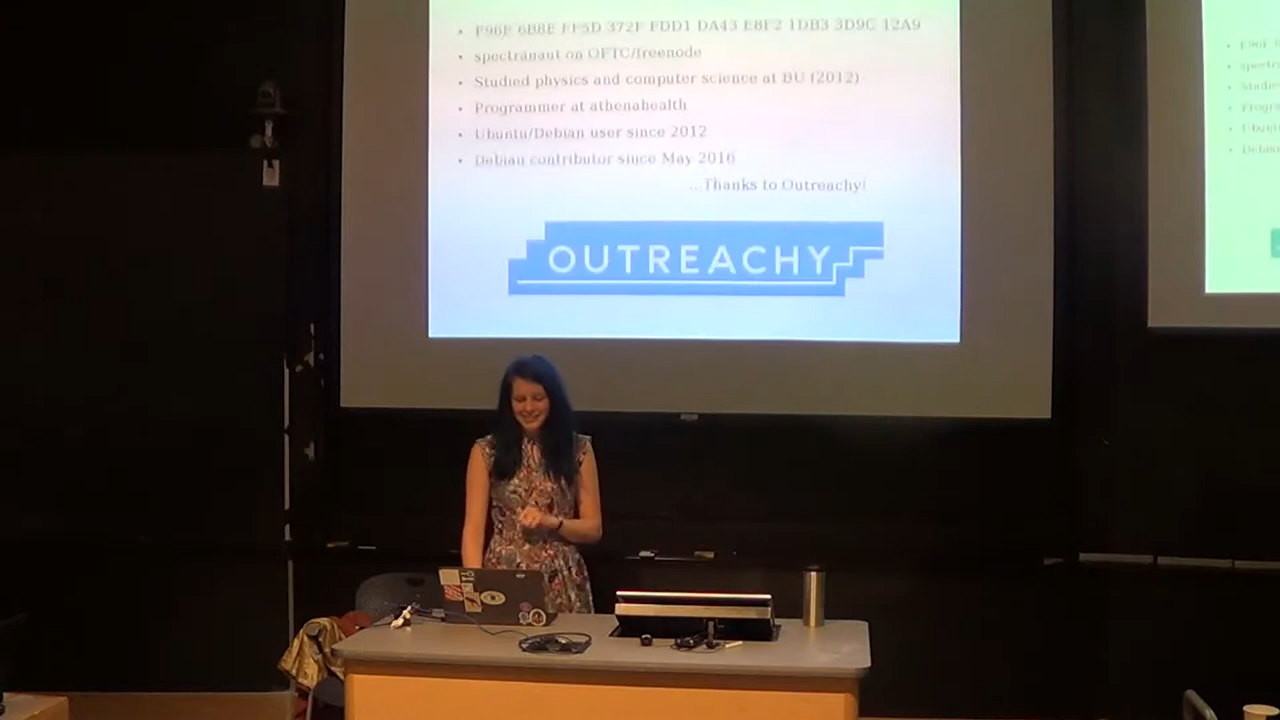 F96F 6B8E FF5D 372F FDD1 DA43 E8F2 1DB3 3D9C 12A9
spectranaut on OFTC/freenode
Studied physics and computer science at BU (2012)
Programmer at athenahealth
Ubuntu/Debian user since 2012
Debian contributor since May 2016
...Thanks to Outreachy!
OUTREACHY